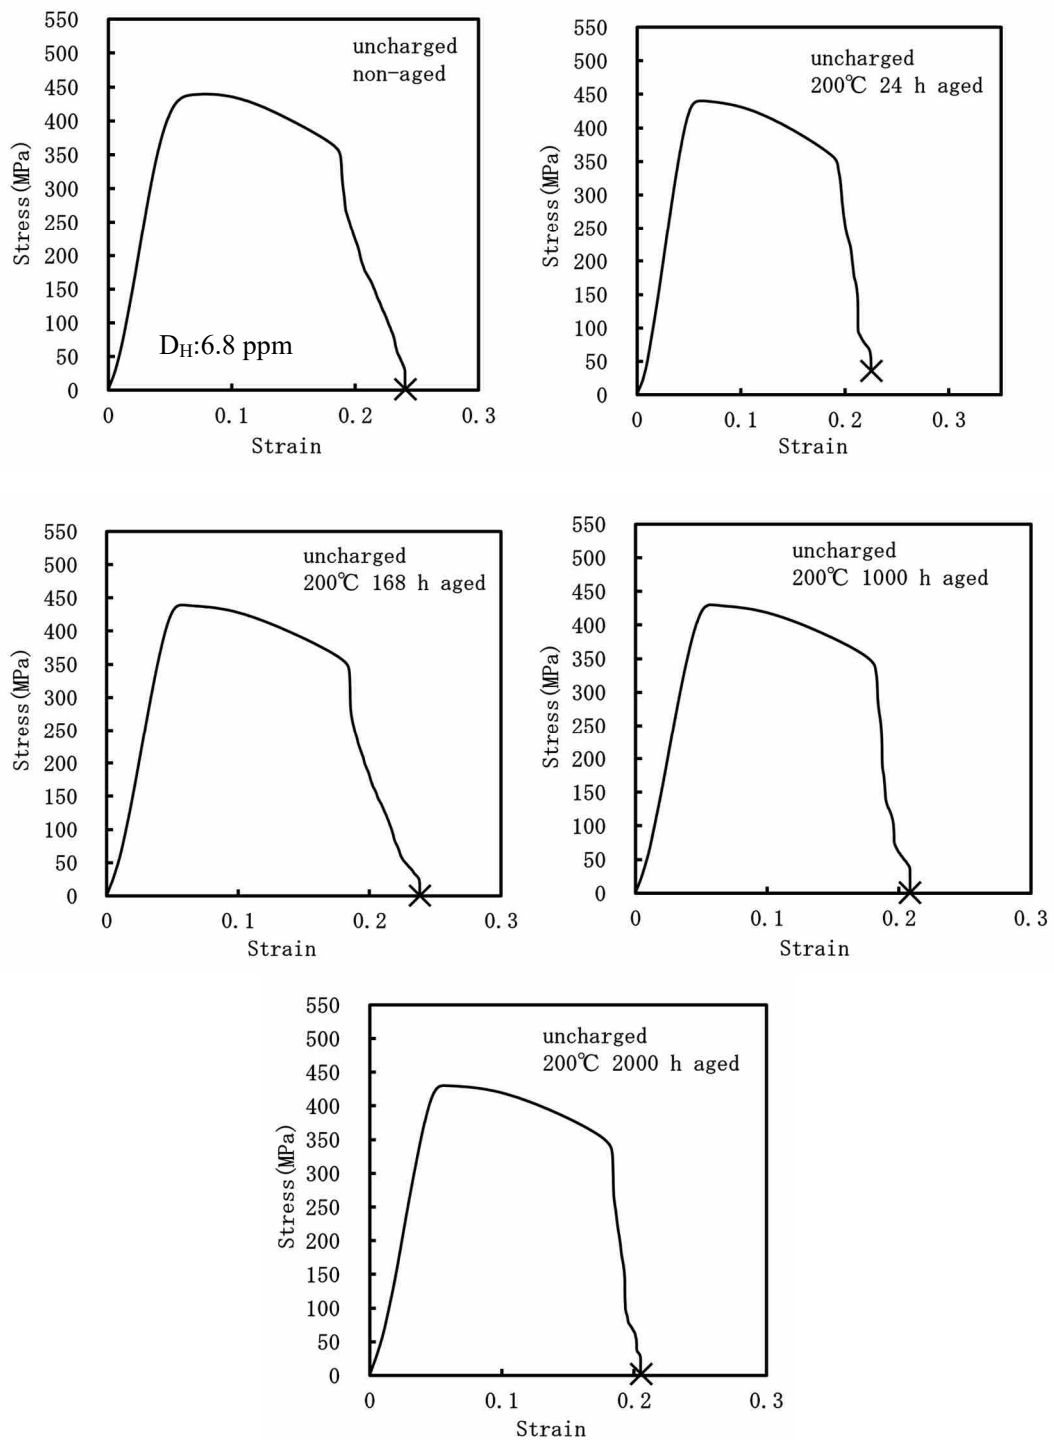 550
500
450
400
350
300
250
200
150
100
50
0
Stress(MPa)
uncharged
non-aged
D_H:6.8 ppm
0 0.1 0.2 0.3
Strain
550
500
450
400
350
300
250
200
150
100
50
0
Stress(MPa)
uncharged
200℃ 24 h aged
0 0.1 0.2 0.3
Strain
550
500
450
400
350
300
250
200
150
100
50
0
Stress(MPa)
uncharged
200℃ 168 h aged
0 0.1 0.2 0.3
Strain
550
500
450
400
350
300
250
200
150
100
50
0
Stress(MPa)
uncharged
200℃ 1000 h aged
0 0.1 0.2 0.3
Strain
550
500
450
400
350
300
250
200
150
100
50
0
Stress(MPa)
uncharged
200℃ 2000 h aged
0 0.1 0.2 0.3
Strain